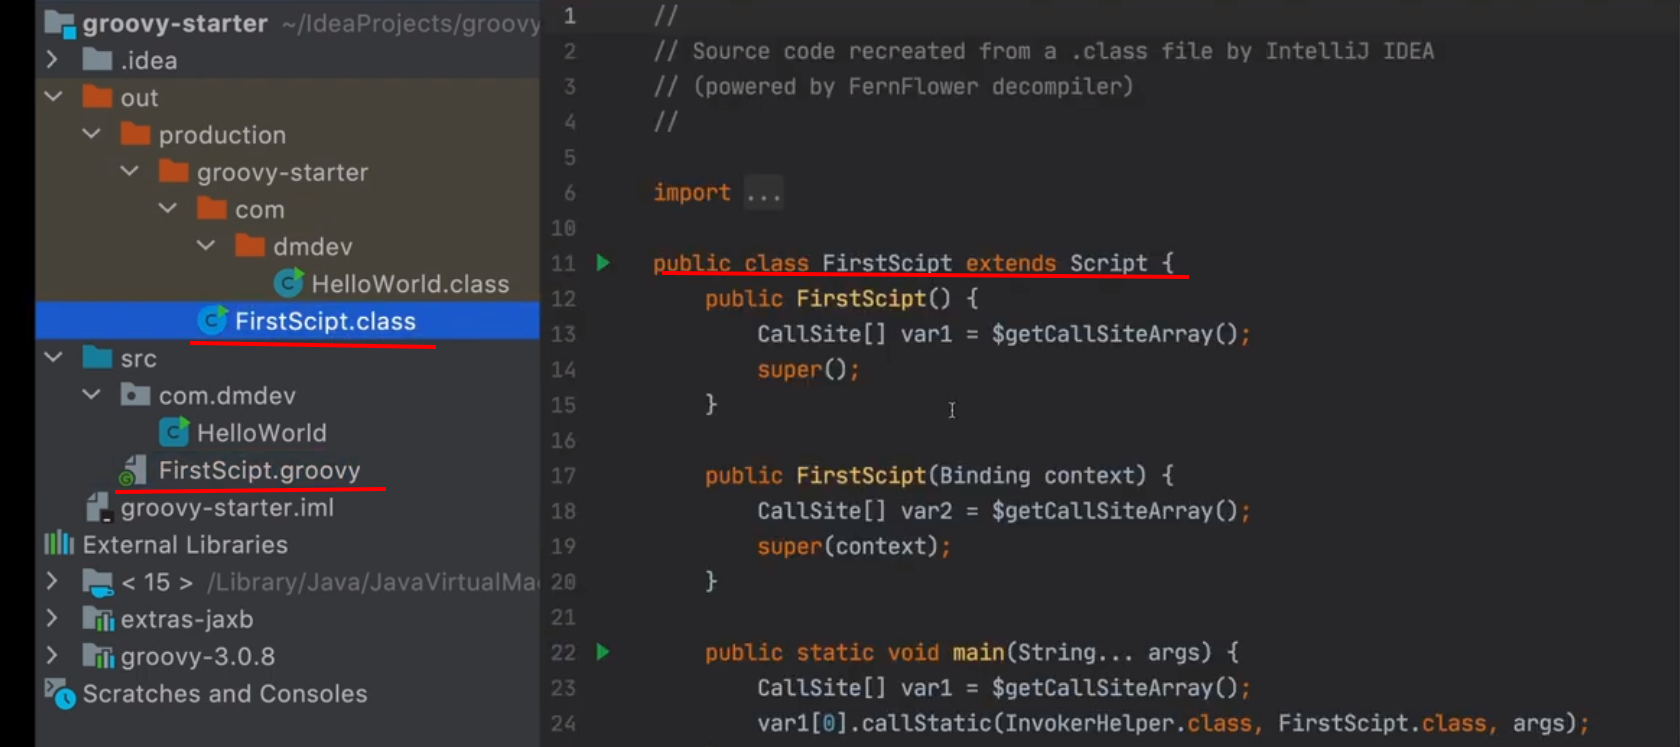 groovy-starter ~/IdeaProjects/groovy
.idea
out
production
groovy-starter
com
dmdev
HelloWorld.class
FirstScipt.class
src
com.dmdev
HelloWorld
FirstScipt.groovy
groovy-starter.iml
External Libraries
< 15 > /Library/Java/JavaVirtualMa
extras-jaxb
groovy-3.0.8
Scratches and Consoles
1 //
2 // Source code recreated from a .class file by IntelliJ IDEA
3 // (powered by FernFlower decompiler)
4 //
5
6 import ...
10
11 public class FirstScipt extends Script {
12 public FirstScipt() {
13 CallSite[] var1 = $getCallSiteArray();
14 super();
15 }
16
17 public FirstScipt(Binding context) {
18 CallSite[] var2 = $getCallSiteArray();
19 super(context);
20 }
21
22 public static void main(String... args) {
23 CallSite[] var1 = $getCallSiteArray();
24 var1[0].callStatic(InvokerHelper.class, FirstScipt.class, args);